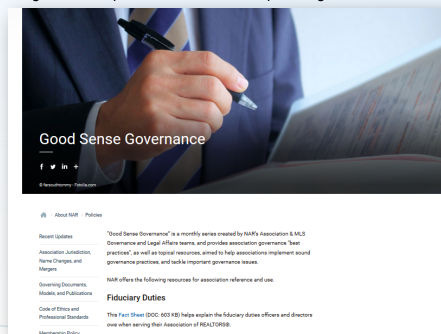 Good Sense Governance
f in +
© farsouthmommy - Fotolia.com
About NAR Policies
Recent Updates
Association Jurisdiction,
Name Changes, and
Mergers
Governing Documents,
Models, and Publications
Code of Ethics and
Professional Standards
Membership Policy
"Good Sense Governance" is a monthly series created by NAR's Association & MLS
Governance and Legal Affairs teams, and provides association governance "best
practices", as well as topical resources, aimed to help associations implement sound
governance practices, and tackle important governance issues.
NAR offers the following resources for association reference and use.
Fiduciary Duties
This Fact Sheet (DOC: 603 KB) helps explain the fiduciary duties officers and directors
owe when serving their Association of REALTORS®.